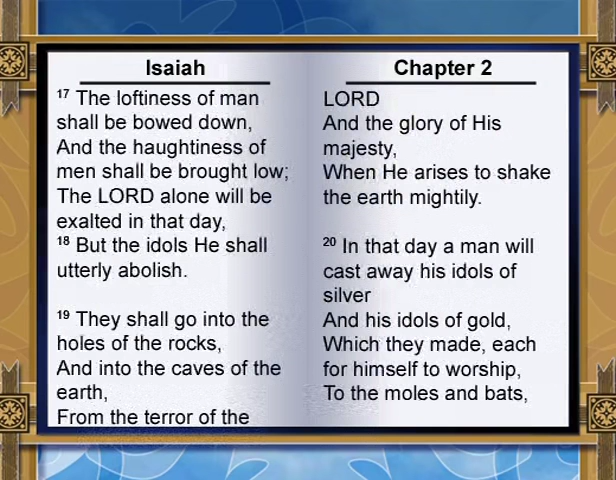 Isaiah
17 The loftiness of man
shall be bowed down,
And the haughtiness of
men shall be brought low;
The LORD alone will be
exalted in that day,
18 But the idols He shall
utterly abolish.
19 They shall go into the
holes of the rocks,
And into the caves of the
earth,
From the terror of the
Chapter 2
LORD
And the glory of His
majesty,
When He arises to shake
the earth mightily.
20 In that day a man will
cast away his idols of
silver
And his idols of gold,
Which they made, each
for himself to worship,
To the moles and bats,